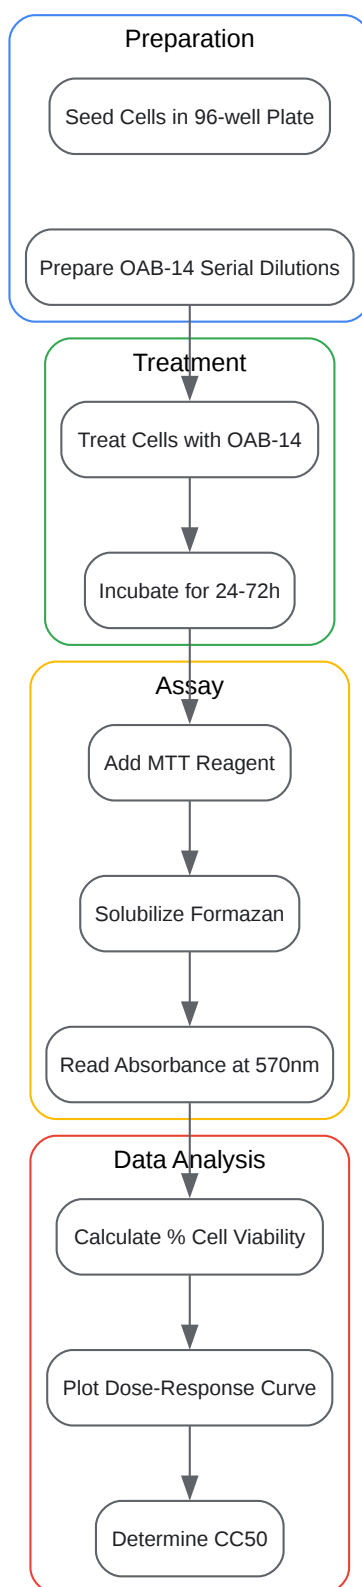 Preparation
Seed Cells in 96-well Plate
Prepare OAB-14 Serial Dilutions
Treatment
Treat Cells with OAB-14
Incubate for 24-72h
Assay
Add MTT Reagent
Solubilize Formazan
Read Absorbance at 570nm
Data Analysis
Calculate % Cell Viability
Plot Dose-Response Curve
Determine CC50